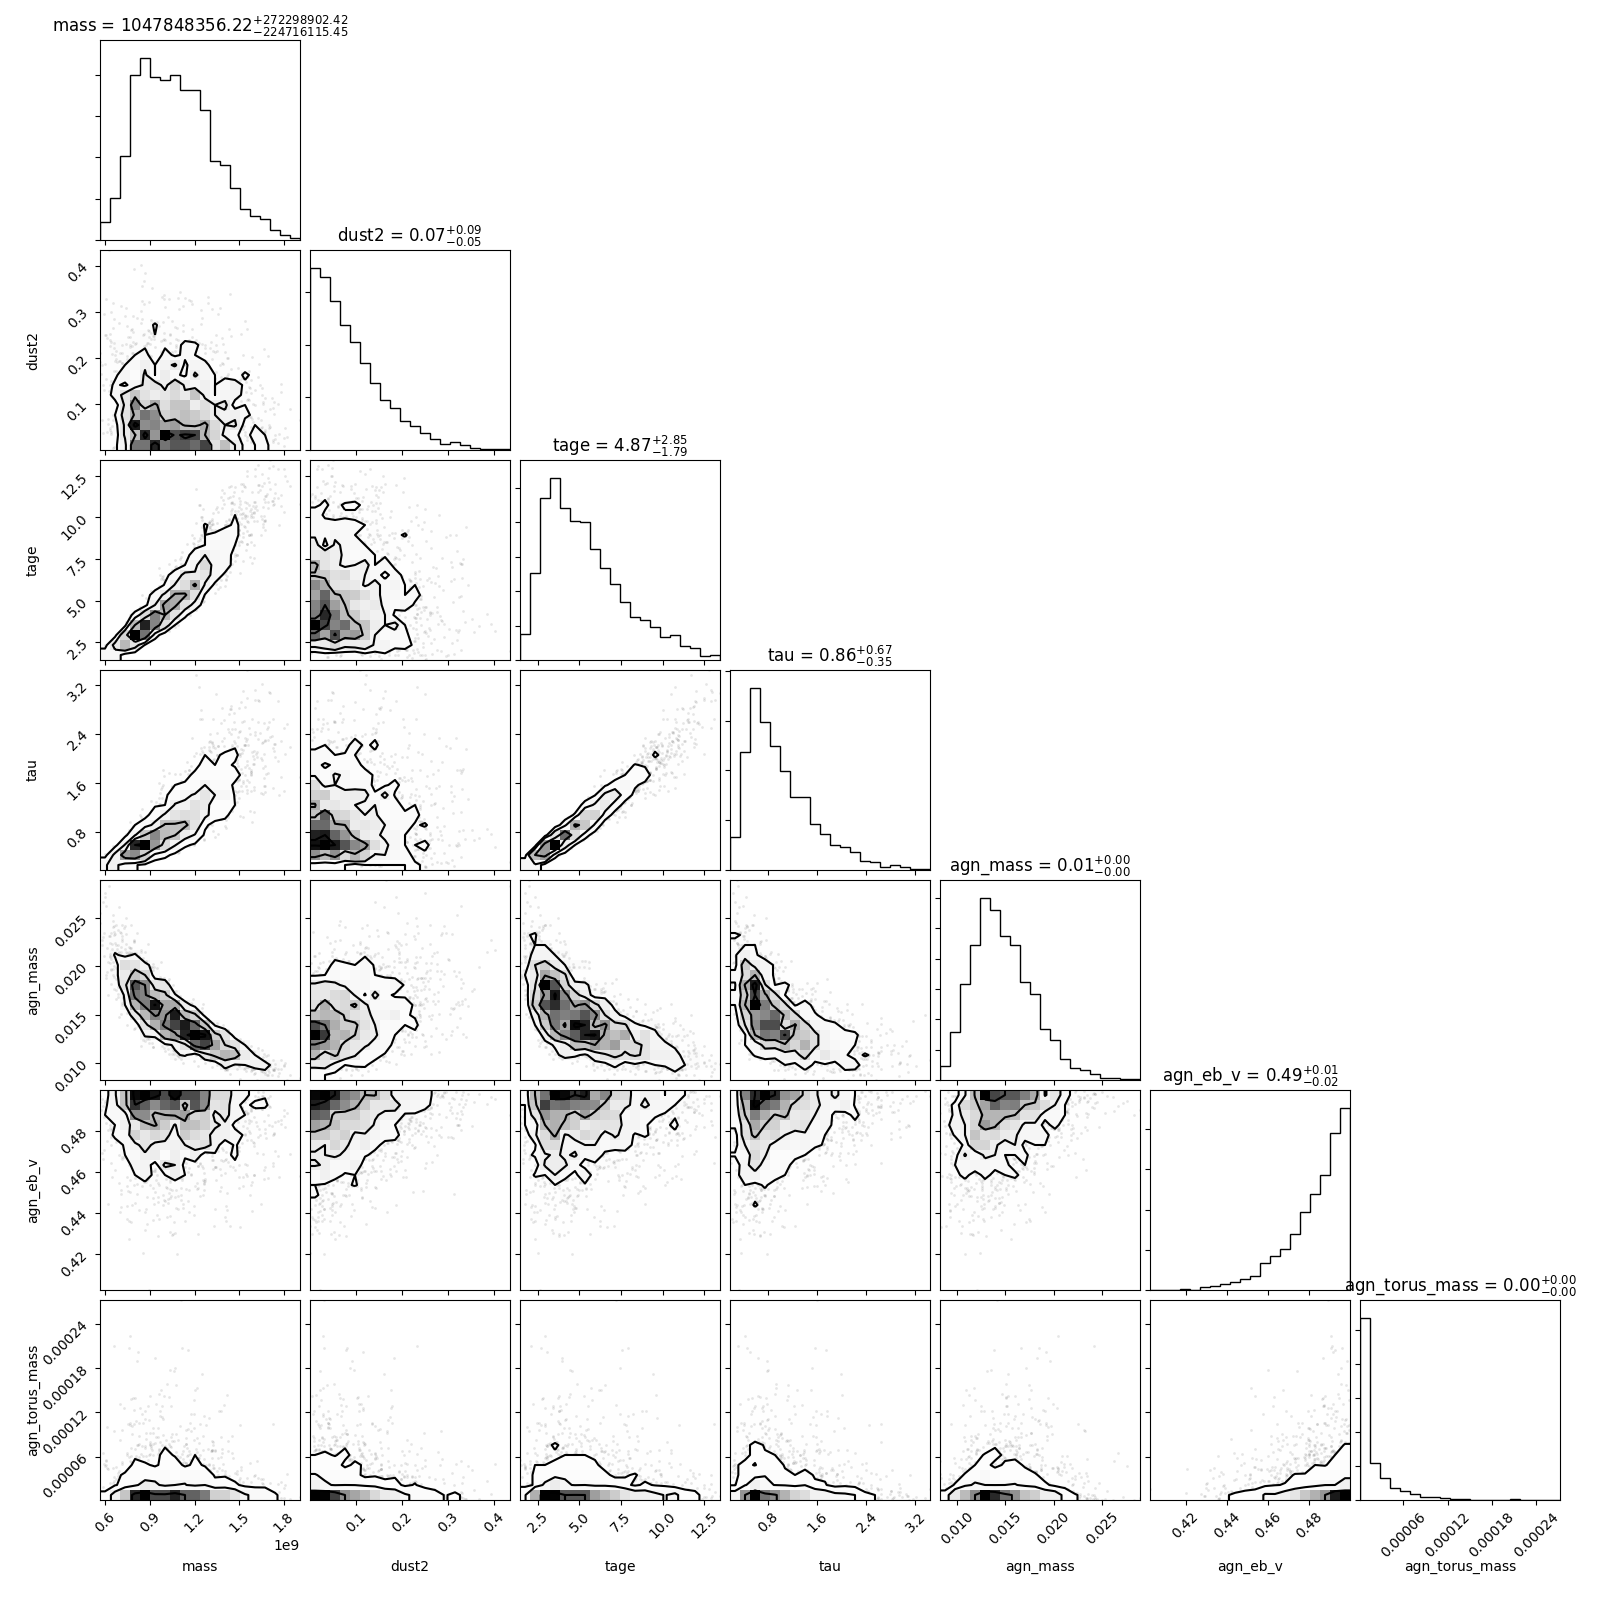 mass = 1047848356.22+272298902.42−224716115.45
dust2 = 0.07+0.09−0.05
0.4
0.3
0.2
0.1
dust2
tage = 4.87+2.85−1.79
12.5
10.0
7.5
5.0
2.5
tage
tau = 0.86+0.67−0.35
3.2
2.4
1.6
0.8
tau
agn_mass = 0.01+0.00−0.00
0.025
0.020
0.015
0.010
agn_mass
agn_eb_v = 0.49+0.01−0.02
0.48
0.46
0.44
0.42
agn_eb_v
agn_torus_mass = 0.00+0.00−0.00
0.00024
0.00018
0.00012
0.00006
agn_torus_mass
0.6 0.9 1.2 1.5 1.8 0.1 0.2 0.3 0.4 2.5 5.0 7.5 10.0 12.5 0.8 1.6 2.4 3.2 0.010 0.015 0.020 0.025 0.42 0.44 0.46 0.48 0.00006 0.00012 0.00018 0.00024
1e9
mass dust2 tage tau agn_mass agn_eb_v agn_torus_mass